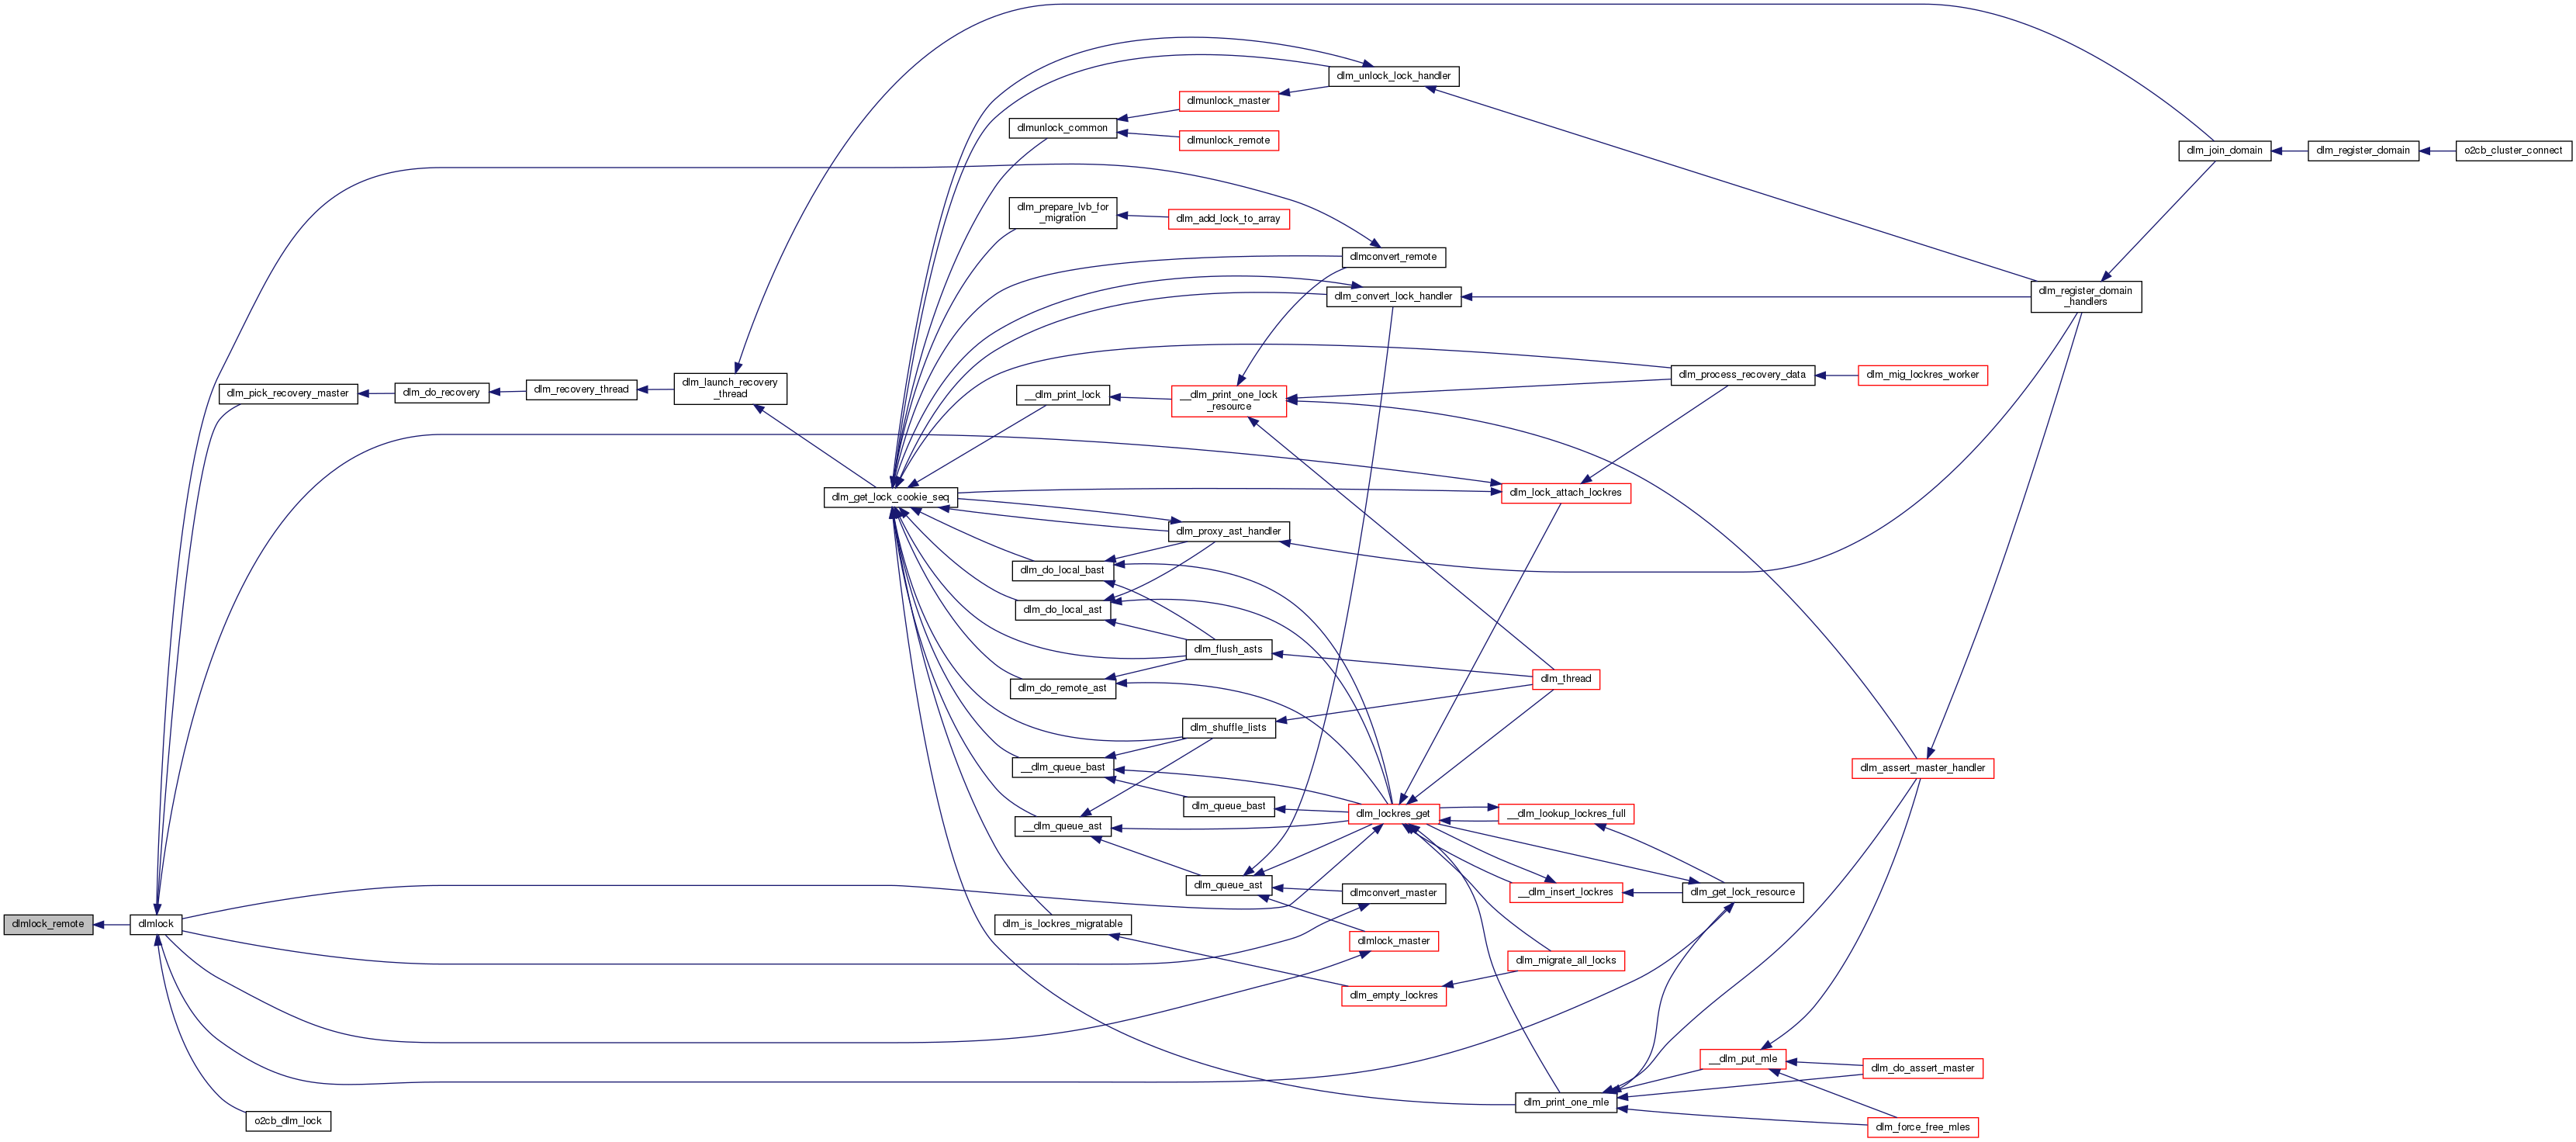 dlm_unlock_lock_handler
dlmunlock_master
dlmunlock_common
dlmunlock_remote
dlm_join_domain
dlm_register_domain
o2cb_cluster_connect
dlm_prepare_lvb_for
_migration
dlm_add_lock_to_array
dlmconvert_remote
dlm_convert_lock_handler
dlm_register_domain
_handlers
dlm_pick_recovery_master
dlm_do_recovery
dlm_recovery_thread
dlm_launch_recovery
_thread
__dlm_print_lock
__dlm_print_one_lock
_resource
dlm_process_recovery_data
dlm_mig_lockres_worker
dlm_get_lock_cookie_seq
dlm_lock_attach_lockres
dlm_proxy_ast_handler
dlm_do_local_bast
dlm_do_local_ast
dlm_flush_asts
dlm_do_remote_ast
dlm_thread
dlm_shuffle_lists
__dlm_queue_bast
dlm_assert_master_handler
dlm_queue_bast
dlm_lockres_get
__dlm_lookup_lockres_full
__dlm_queue_ast
dlm_queue_ast
dlmconvert_master
__dlm_insert_lockres
dlm_get_lock_resource
dlmlock_remote
dlmlock
dlm_is_lockres_migratable
dlmlock_master
dlm_migrate_all_locks
dlm_empty_lockres
__dlm_put_mle
dlm_do_assert_master
dlm_print_one_mle
o2cb_dlm_lock
dlm_force_free_mles